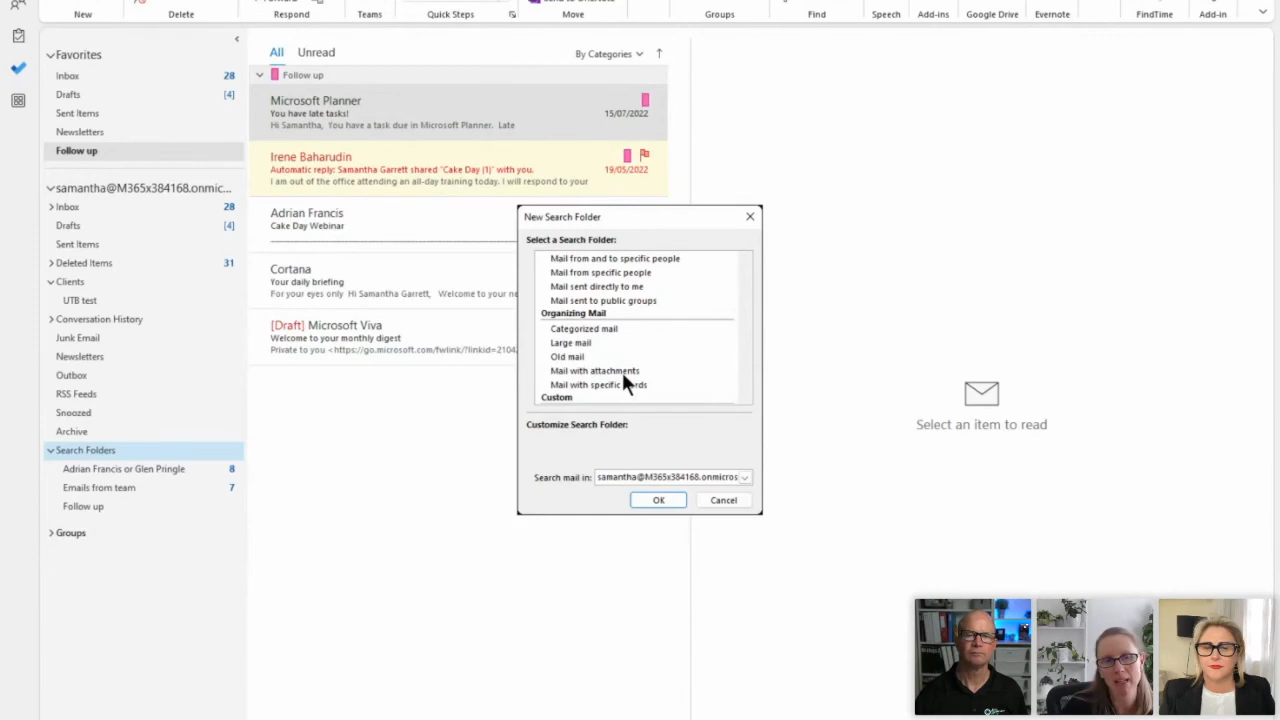 New
Delete
Respond
Teams
Quick Steps
Move
Groups
Find
Speech
Add-ins
Google Drive
Evernote
FindTime
Add-in
Favorites
Inbox 28
Drafts [4]
Sent Items
Newsletters
Follow up
samantha@M365x384168.onmic...
Inbox 28
Drafts [4]
Sent Items
Deleted Items 31
Clients
UTB test
Conversation History
Junk Email
Newsletters
Outbox
RSS Feeds
Snoozed
Archive
Search Folders
Adrian Francis or Glen Pringle 8
Emails from team 7
Follow up
Groups
All Unread By Categories
Follow up
Microsoft Planner
You have late tasks! 15/07/2022
Hi Samantha, You have a task due in Microsoft Planner. Late
Irene Baharudin
Automatic reply: Samantha Garrett shared "Cake Day (1)" with you. 19/05/2022
I am out of the office attending an all-day training today. I will respond to your
Adrian Francis
Cake Day Webinar
Cortana
Your daily briefing
For your eyes only Hi Samantha Garrett, Welcome to your ne
[Draft] Microsoft Viva
Welcome to your monthly digest
Private to you <https://go.microsoft.com/fwlink/?linkid=2104
New Search Folder
Select a Search Folder:
Mail from and to specific people
Mail from specific people
Mail sent directly to me
Mail sent to public groups
Organizing Mail
Categorized mail
Large mail
Old mail
Mail with attachments
Mail with specific
Custom
Customize Search Folder:
Search mail in: samantha@M365x384168.onmicros
OK Cancel
Select an item to read